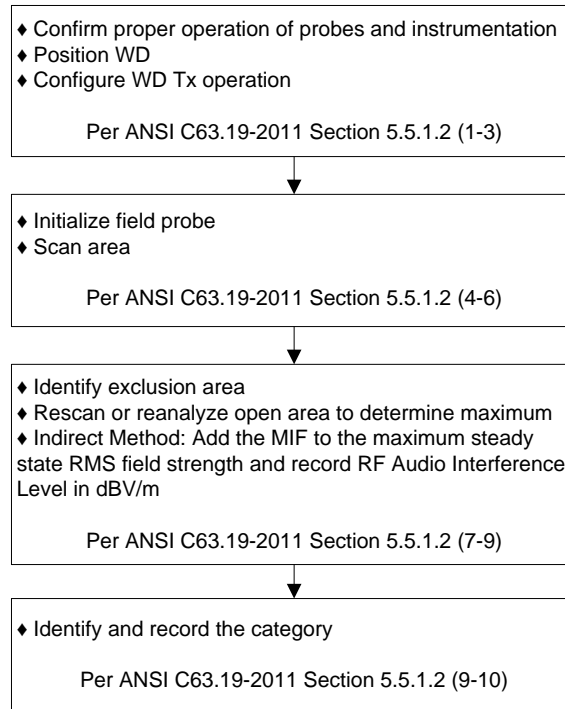 ♦ Confirm proper operation of probes and instrumentation
♦ Position WD
♦ Configure WD Tx operation
Per ANSI C63.19-2011 Section 5.5.1.2 (1-3)
♦ Initialize field probe
♦ Scan area
Per ANSI C63.19-2011 Section 5.5.1.2 (4-6)
♦ Identify exclusion area
♦ Rescan or reanalyze open area to determine maximum
♦ Indirect Method: Add the MIF to the maximum steady
state RMS field strength and record RF Audio Interference
Level in dBV/m
Per ANSI C63.19-2011 Section 5.5.1.2 (7-9)
♦ Identify and record the category
Per ANSI C63.19-2011 Section 5.5.1.2 (9-10)